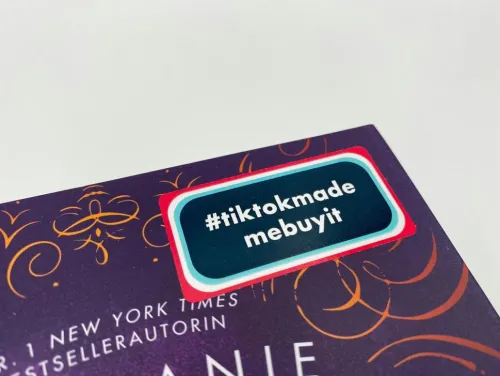 #tiktokmade
mebuyit
R. 1 NEW YORK TIMES
ESTSELLERAUTORIN
ANIE